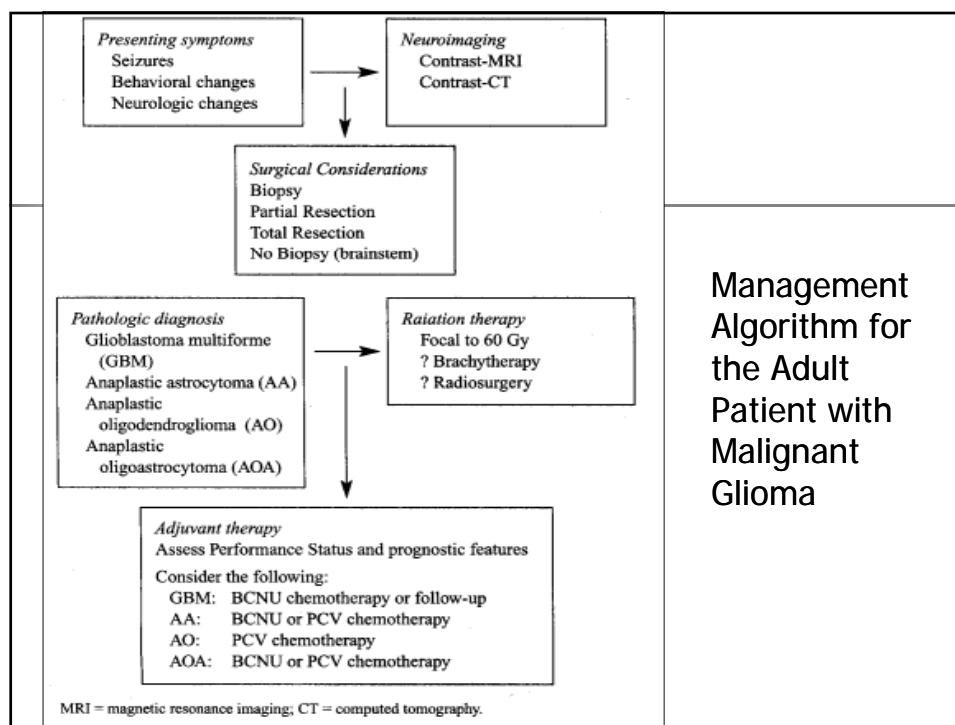 Presenting symptoms
Seizures
Behavioral changes
Neurologic changes
Neuroimaging
Contrast-MRI
Contrast-CT
Surgical Considerations
Biopsy
Partial Resection
Total Resection
No Biopsy (brainstem)
Pathologic diagnosis
Glioblastoma multiforme
(GBM)
Anaplastic astrocytoma (AA)
Anaplastic
oligodendroglioma (AO)
Anaplastic
oligoastrocytoma (AOA)
Raiation therapy
Focal to 60 Gy
? Brachytherapy
? Radiosurgery
Adjuvant therapy
Assess Performance Status and prognostic features
Consider the following:
GBM: BCNU chemotherapy or follow-up
AA: BCNU or PCV chemotherapy
AO: PCV chemotherapy
AOA: BCNU or PCV chemotherapy
MRI = magnetic resonance imaging; CT = computed tomography.
Management
Algorithm for
the Adult
Patient with
Malignant
Glioma